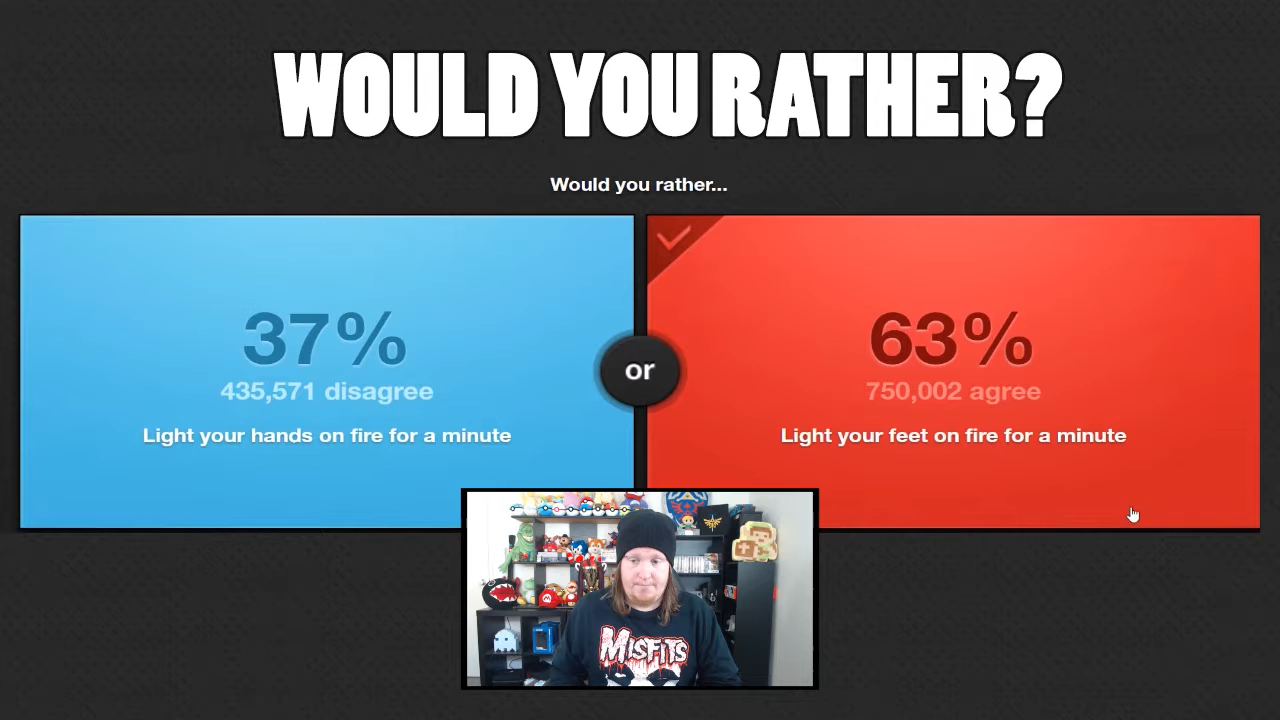 WOULD YOU RATHER?
Would you rather...
37%
435,571 disagree
Light your hands on fire for a minute
or
63%
750,002 agree
Light your feet on fire for a minute
MISFITS